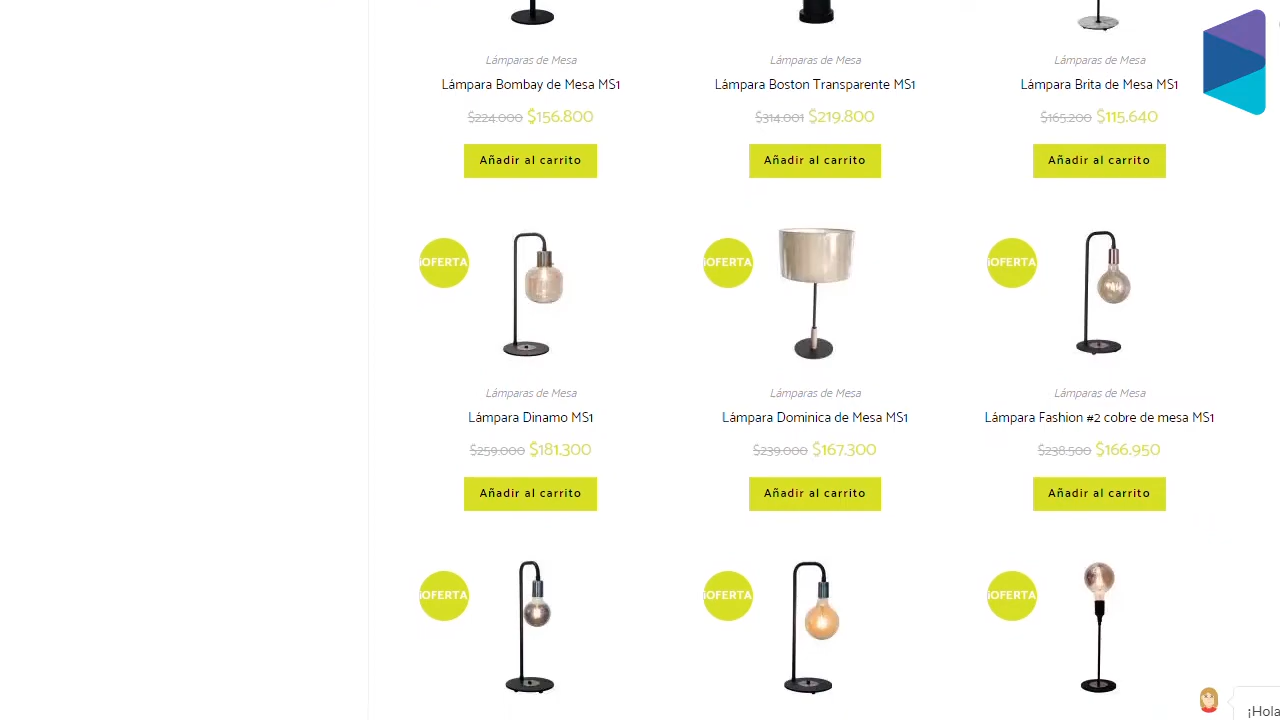 Lámparas de Mesa
Lámpara Bombay de Mesa MS1
$224.000 $156.800
Añadir al carrito
Lámparas de Mesa
Lámpara Boston Transparente MS1
$314.001 $219.800
Añadir al carrito
Lámparas de Mesa
Lámpara Brita de Mesa MS1
$165.200 $115.640
Añadir al carrito
¡OFERTA
Lámparas de Mesa
Lámpara Dinamo MS1
$259.000 $181.300
Añadir al carrito
¡OFERTA
Lámparas de Mesa
Lámpara Dominica de Mesa MS1
$239.000 $167.300
Añadir al carrito
¡OFERTA
Lámparas de Mesa
Lámpara Fashion #2 cobre de mesa MS1
$238.500 $166.950
Añadir al carrito
¡OFERTA
¡OFERTA
¡OFERTA
¡Hola